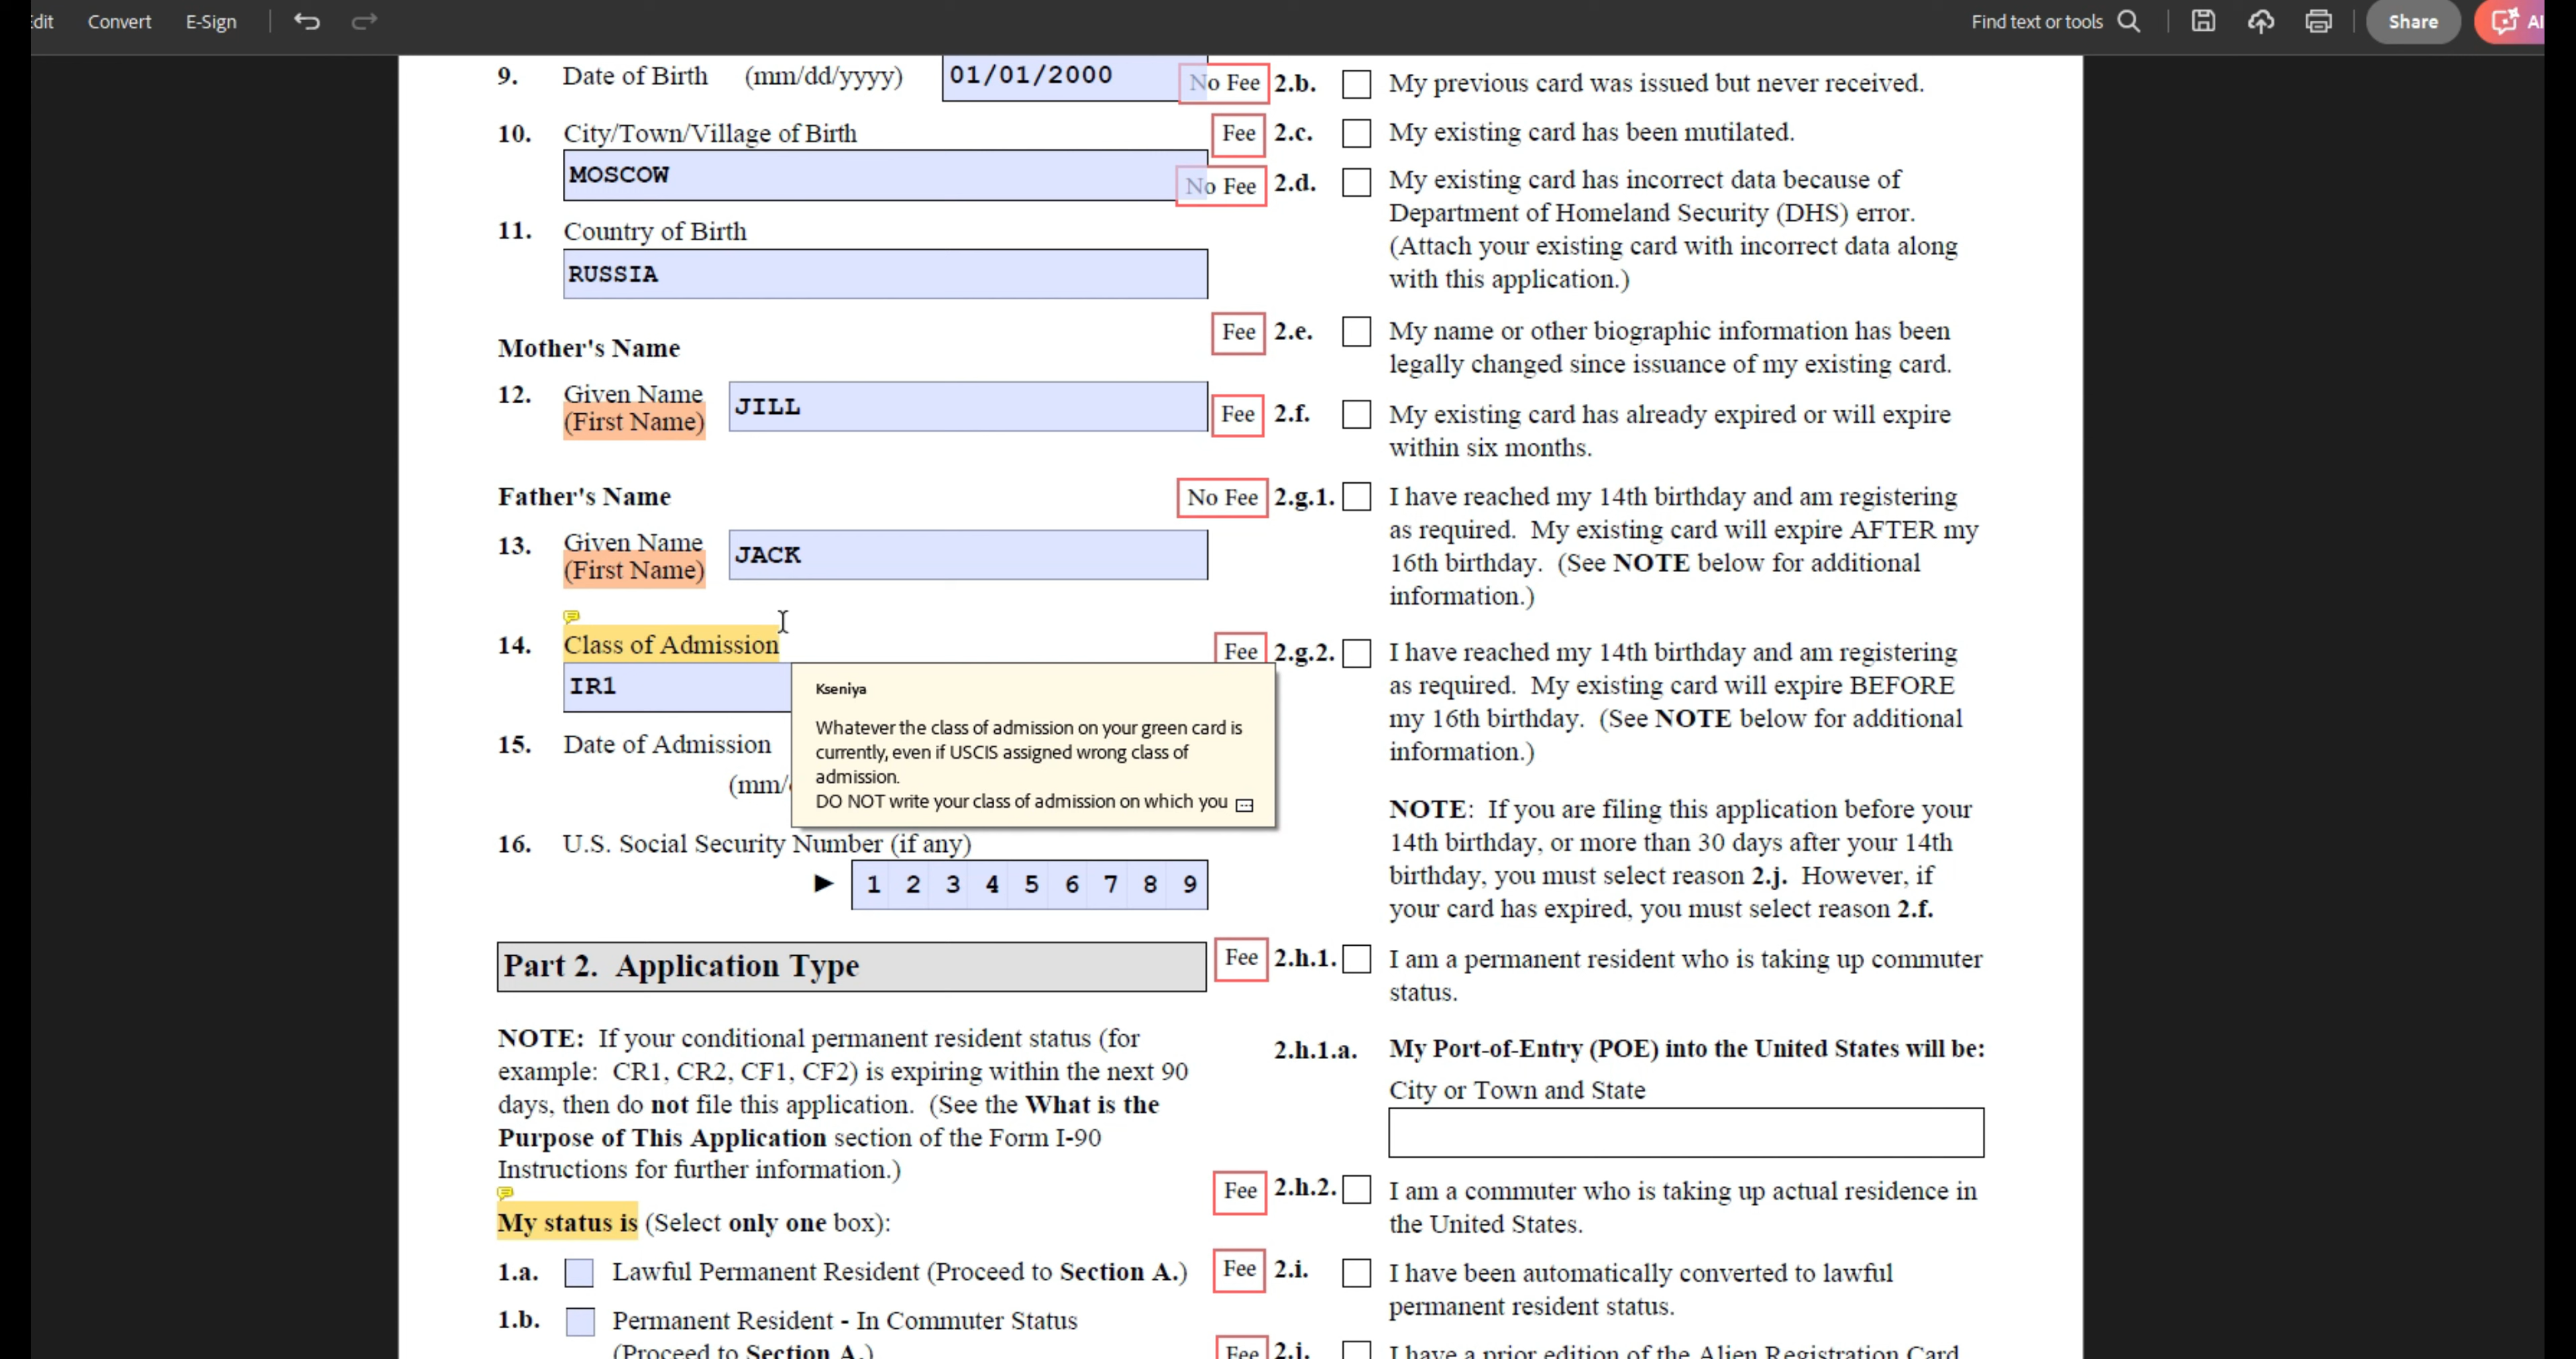 Edit Convert E-Sign
Find text or tools
Share
AI
9. Date of Birth (mm/dd/yyyy) 01/01/2000
10. City/Town/Village of Birth
MOSCOW
11. Country of Birth
RUSSIA
Mother's Name
12. Given Name
(First Name) JILL
Father's Name
13. Given Name
(First Name) JACK
14. Class of Admission
IR1
15. Date of Admission
(mm/
Kseniya
Whatever the class of admission on your green card is
currently, even if USCIS assigned wrong class of
admission.
DO NOT write your class of admission on which you
16. U.S. Social Security Number (if any)
1 2 3 4 5 6 7 8 9
Part 2. Application Type
NOTE: If your conditional permanent resident status (for
example: CR1, CR2, CF1, CF2) is expiring within the next 90
days, then do not file this application. (See the What is the
Purpose of This Application section of the Form I-90
Instructions for further information.)
My status is (Select only one box):
1.a. Lawful Permanent Resident (Proceed to Section A.)
1.b. Permanent Resident - In Commuter Status
(Proceed to Section A.)
No Fee 2.b. My previous card was issued but never received.
Fee 2.c. My existing card has been mutilated.
No Fee 2.d. My existing card has incorrect data because of
Department of Homeland Security (DHS) error.
(Attach your existing card with incorrect data along
with this application.)
Fee 2.e. My name or other biographic information has been
legally changed since issuance of my existing card.
Fee 2.f. My existing card has already expired or will expire
within six months.
No Fee 2.g.1. I have reached my 14th birthday and am registering
as required. My existing card will expire AFTER my
16th birthday. (See NOTE below for additional
information.)
Fee 2.g.2. I have reached my 14th birthday and am registering
as required. My existing card will expire BEFORE
my 16th birthday. (See NOTE below for additional
information.)
NOTE: If you are filing this application before your
14th birthday, or more than 30 days after your 14th
birthday, you must select reason 2.j. However, if
your card has expired, you must select reason 2.f.
Fee 2.h.1. I am a permanent resident who is taking up commuter
status.
2.h.1.a. My Port-of-Entry (POE) into the United States will be:
City or Town and State
Fee 2.h.2. I am a commuter who is taking up actual residence in
the United States.
Fee 2.i. I have been automatically converted to lawful
permanent resident status.
Fee 2.j. I have a prior edition of the Alien Registration Card